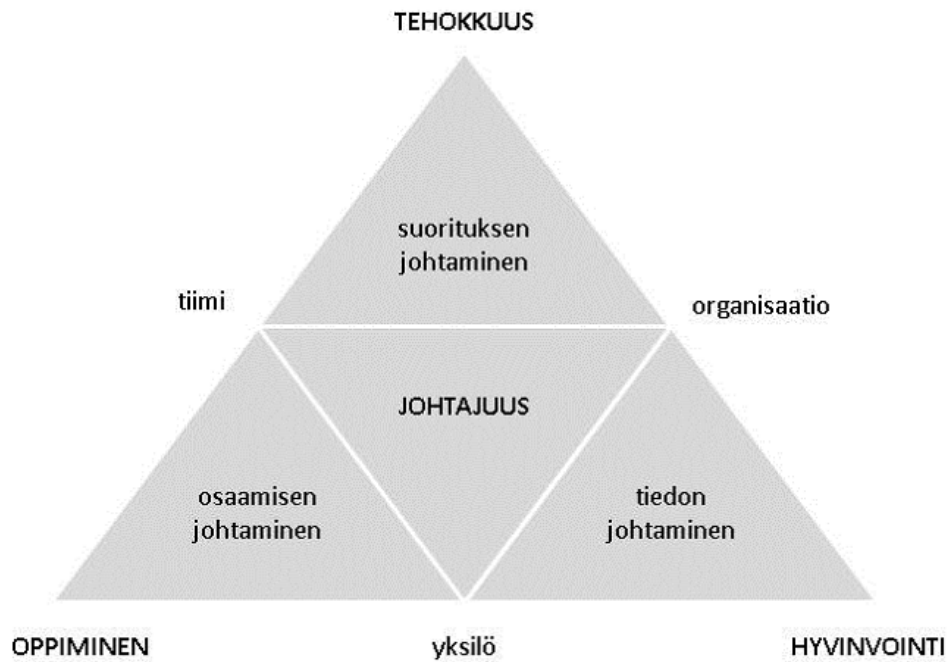 TEHOKKUUS
suorituksen
johtaminen
tiimi
organisaatio
JOHTAJUUS
osaamisen
johtaminen
tiedon
johtaminen
OPPIMINEN
yksilö
HYVINVOINTI